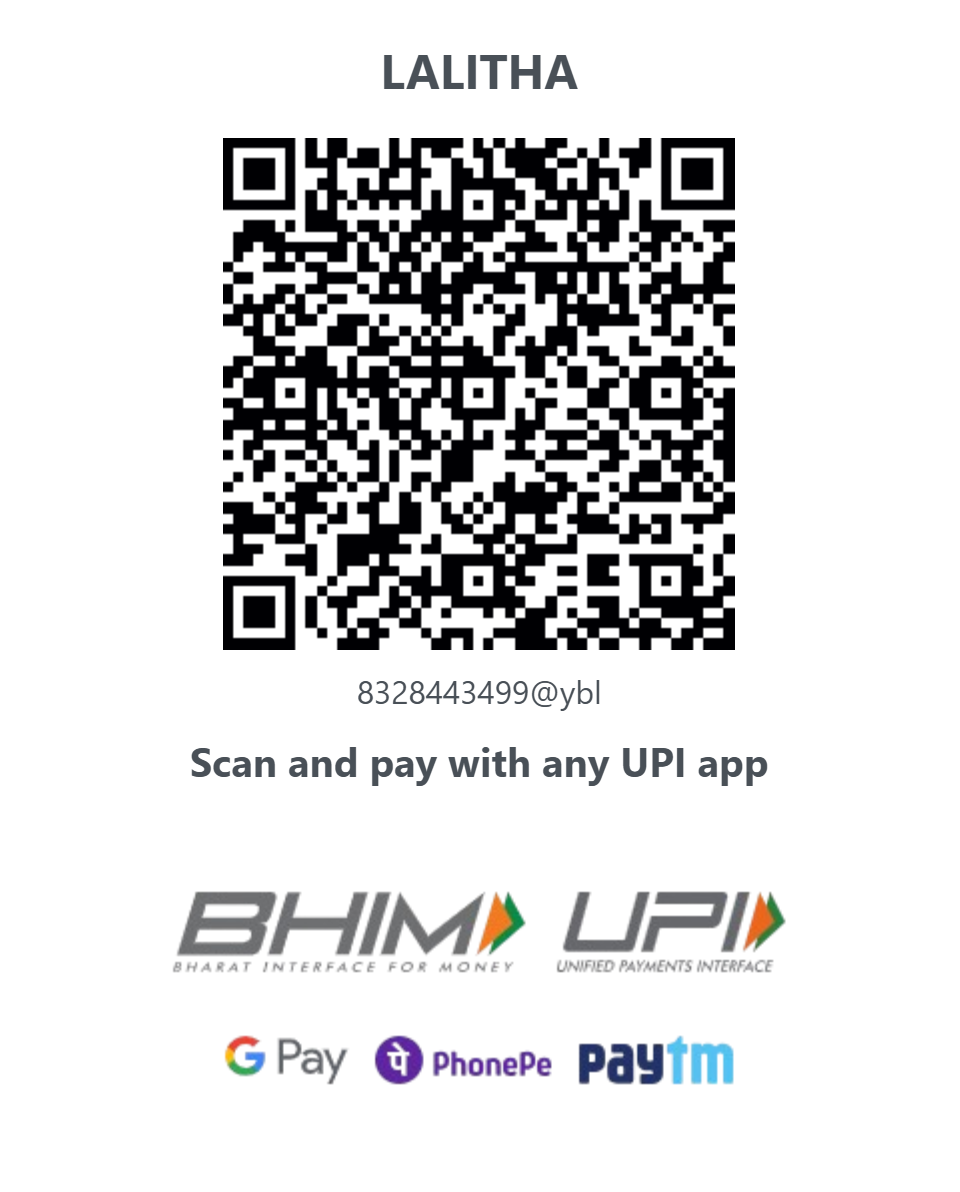 LALITHA
8328443499@ybl
Scan and pay with any UPI app
BHIM UPI
BHARAT INTERFACE FOR MONEY UNIFIED PAYMENTS INTERFACE
G Pay पे PhonePe paytm